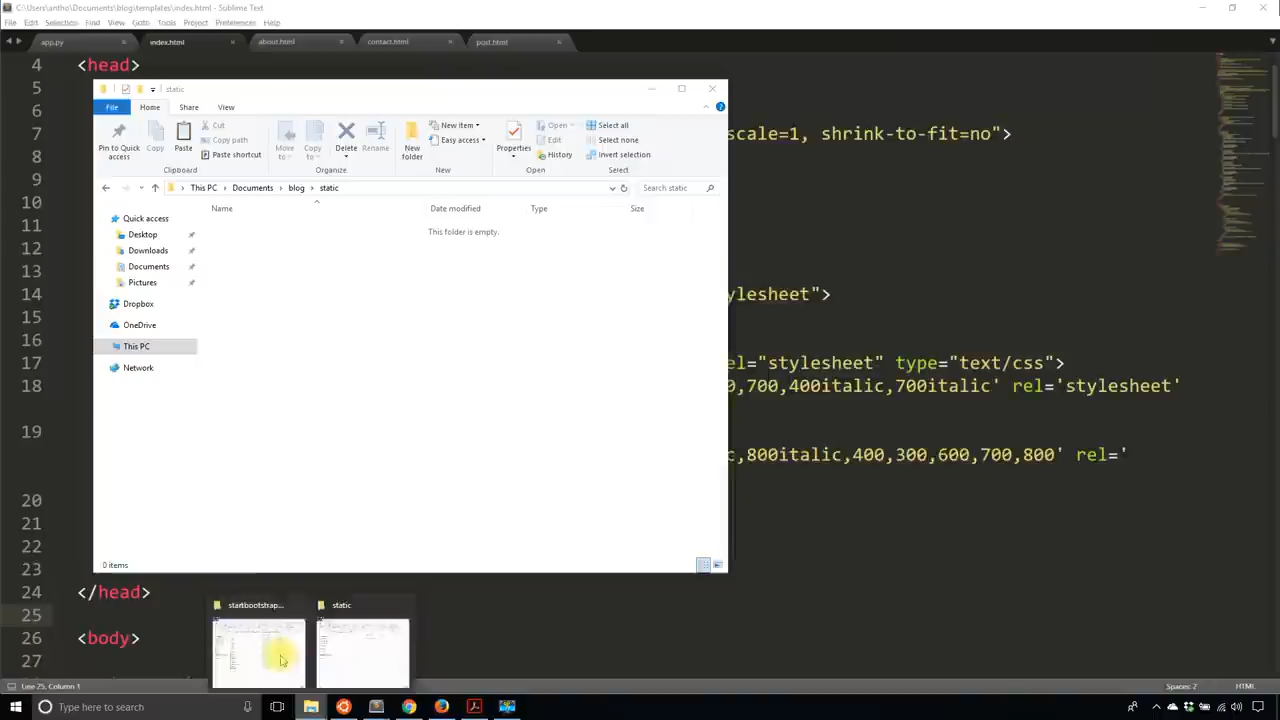 C:\Users\ardho\Documents\blog\templates\index.html - Sublime Text
File Edit Selection Find View Goto Tools Project Preferences Help
app.py index.html about.html contact.html post.html
4 <head>
static
5
File Home Share View
6
Cut
Copy path
Paste shortcut
Pin to Quick access
Copy
Paste
Move to
Copy to
Delete
Rename
New folder
New item
Easy access
Properties
Open
Edit
History
Select all
Select none
Invert selection
Clipboard Organize New Open Select
7 scale=1, shrink-to-fit=no">
8
9
This PC Documents blog static Search static
10
Name Date modified Type Size
11
This folder is empty.
Quick access
Desktop
Downloads
Documents
Pictures
Dropbox
OneDrive
This PC
Network
12
13
14 ylesheet">
15
16
17 el="stylesheet" type="text/css">
18 0,700,400italic,700italic' rel='stylesheet'
19 c,800italic,400,300,600,700,800' rel='
20
21
22
23
0 items
24 </head>
25
startbootstrap... static
26 <body>
27
Line 25, Column 1 Spaces: 2 HTML
Type here to search